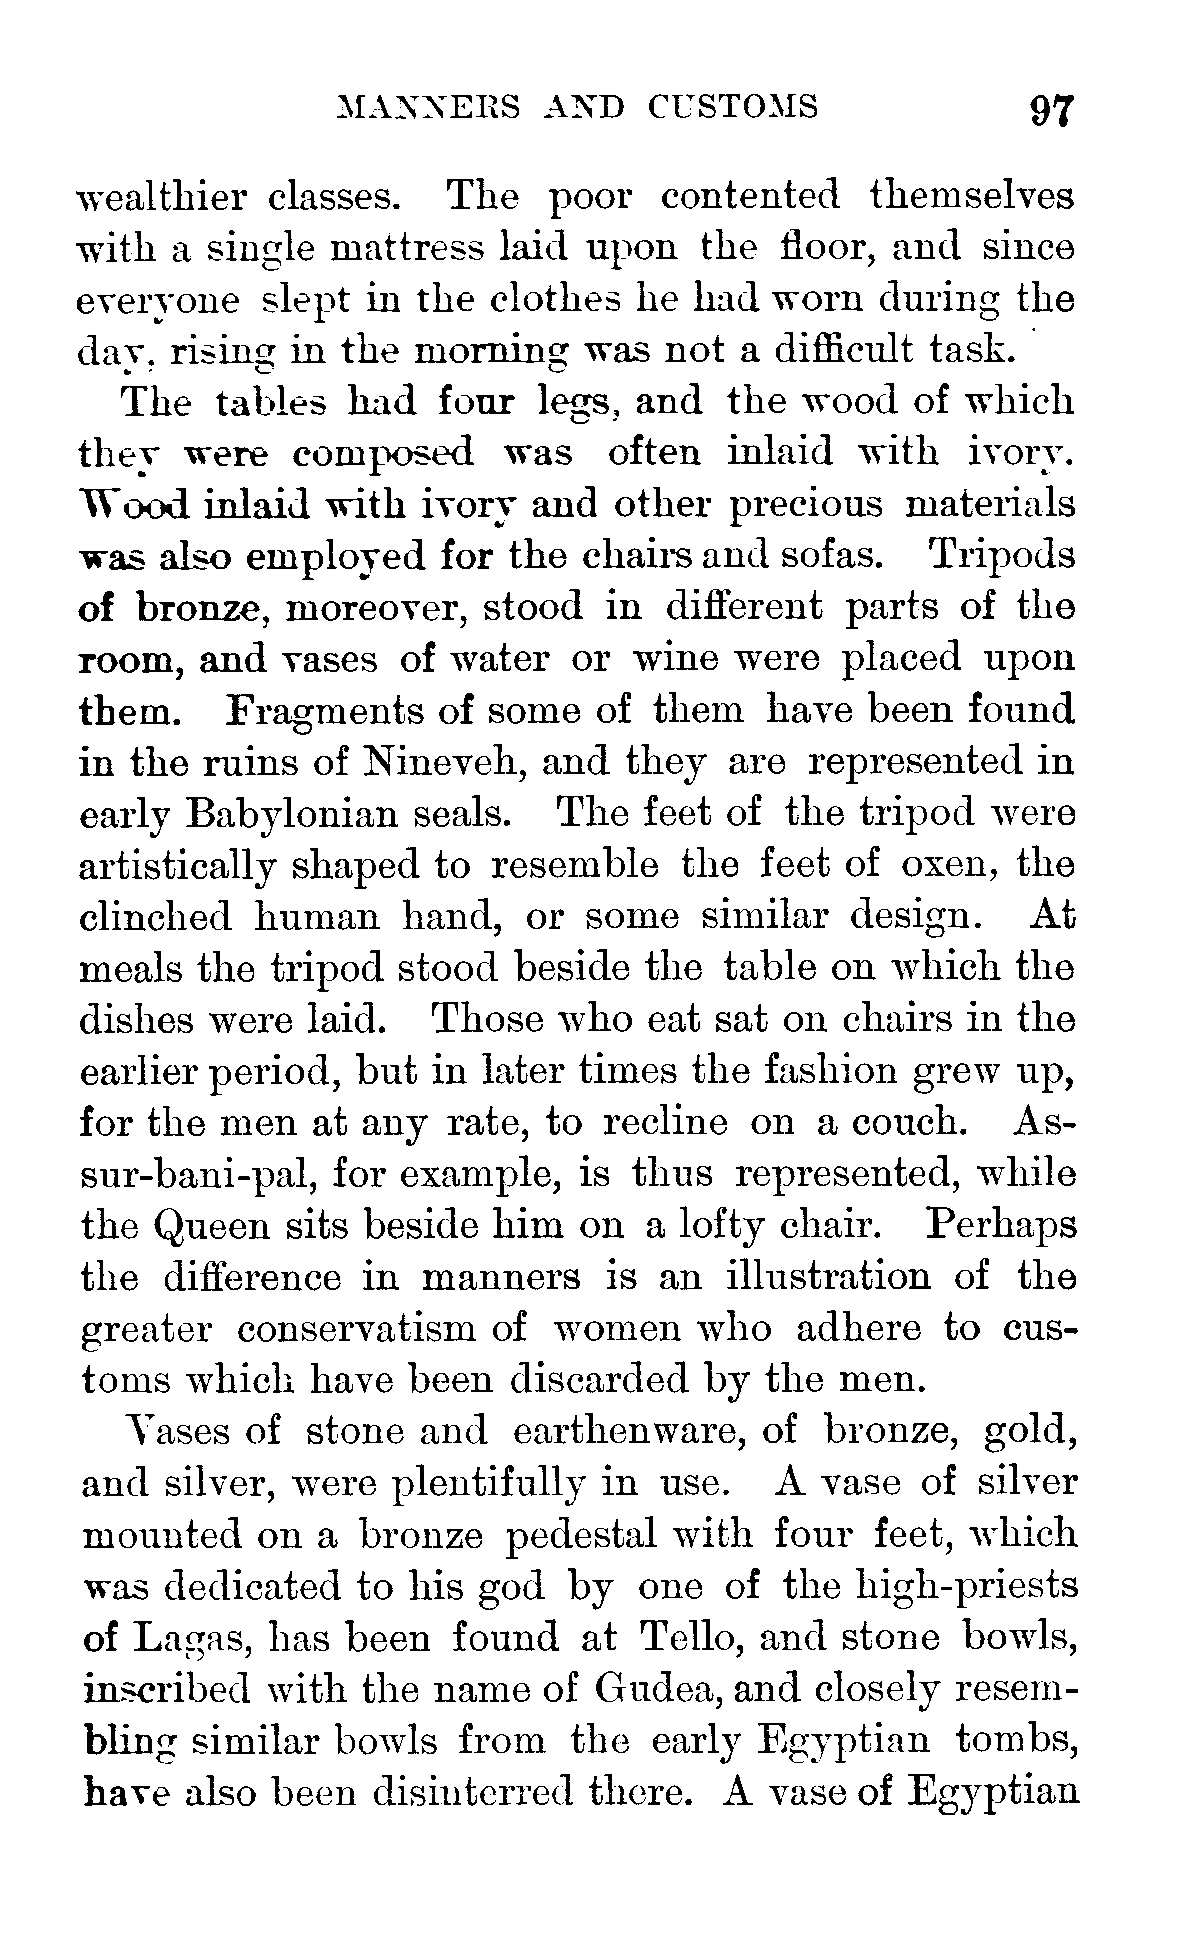 MANNERS AND CUSTOMS 97
wealthier classes. The poor contented themselves
with a single mattress laid upon the floor, and since
everyone slept in the clothes he had worn during the
day, rising in the morning was not a difficult task.
The tables had four legs, and the wood of which
they were composed was often inlaid with ivory.
Wood inlaid with ivory and other precious materials
was also employed for the chairs and sofas. Tripods
of bronze, moreover, stood in different parts of the
room, and vases of water or wine were placed upon
them. Fragments of some of them have been found
in the ruins of Nineveh, and they are represented in
early Babylonian seals. The feet of the tripod were
artistically shaped to resemble the feet of oxen, the
clinched human hand, or some similar design. At
meals the tripod stood beside the table on which the
dishes were laid. Those who eat sat on chairs in the
earlier period, but in later times the fashion grew up,
for the men at any rate, to recline on a couch. As-
sur-bani-pal, for example, is thus represented, while
the Queen sits beside him on a lofty chair. Perhaps
the difference in manners is an illustration of the
greater conservatism of women who adhere to cus-
toms which have been discarded by the men.
Vases of stone and earthenware, of bronze, gold,
and silver, were plentifully in use. A vase of silver
mounted on a bronze pedestal with four feet, which
was dedicated to his god by one of the high-priests
of Lagas, has been found at Tello, and stone bowls,
inscribed with the name of Gudea, and closely resem-
bling similar bowls from the early Egyptian tombs,
have also been disinterred there. A vase of Egyptian